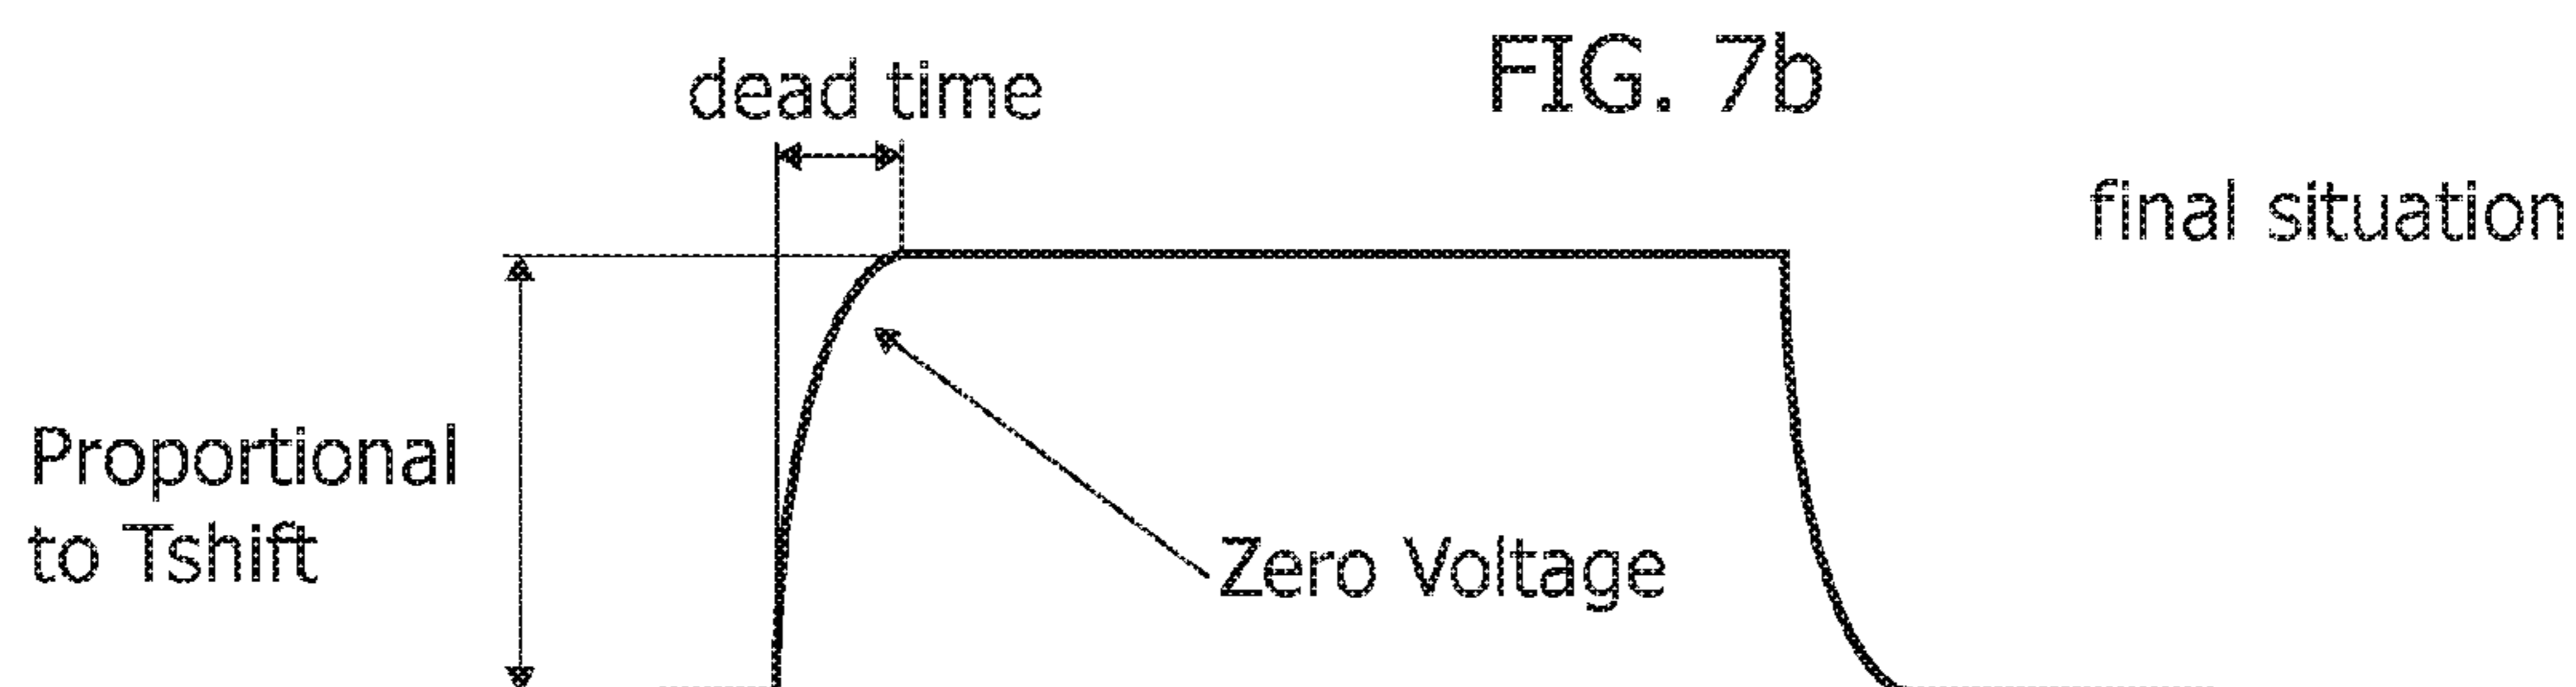 FIG. 7b
dead time
final situation
Proportional
to Tshift
Zero Voltage